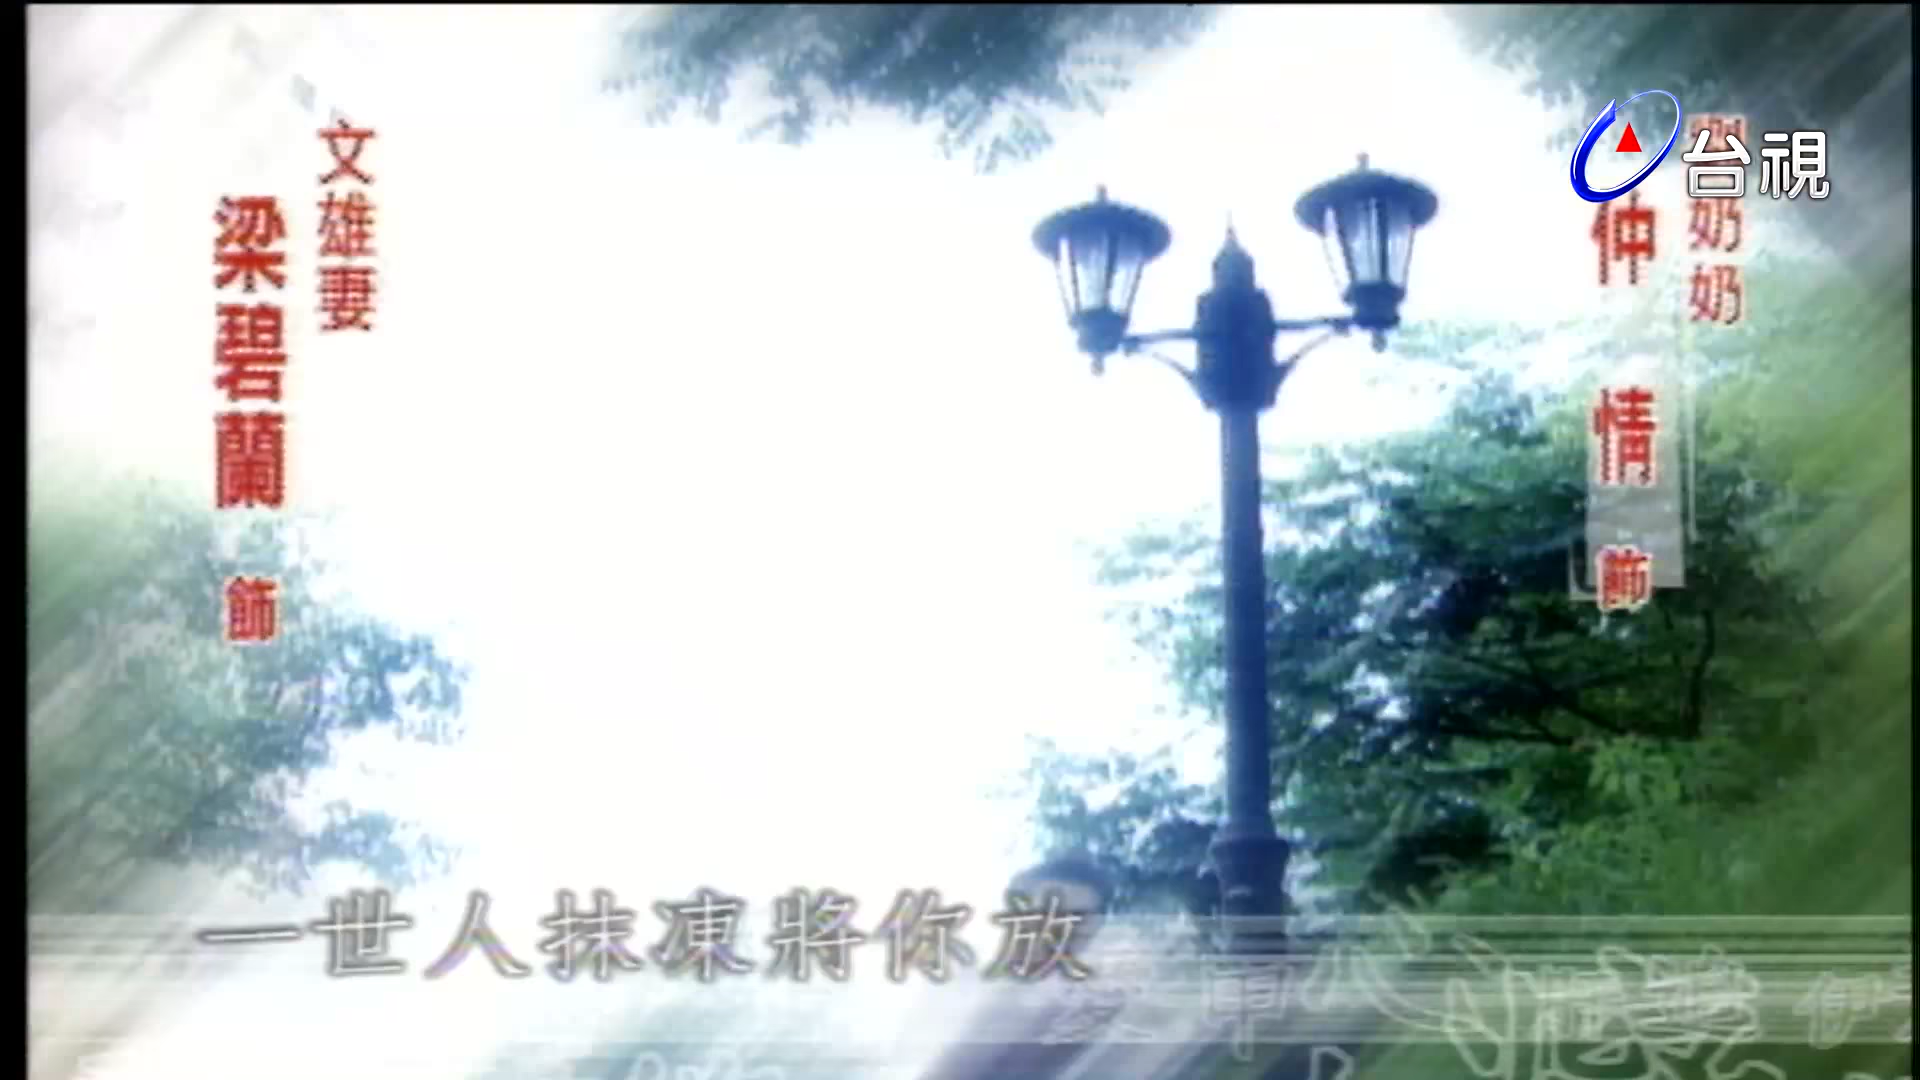 台視
奶奶
仲情 飾
文雄妻
梁碧蘭 飾
一世人抹凍將你放